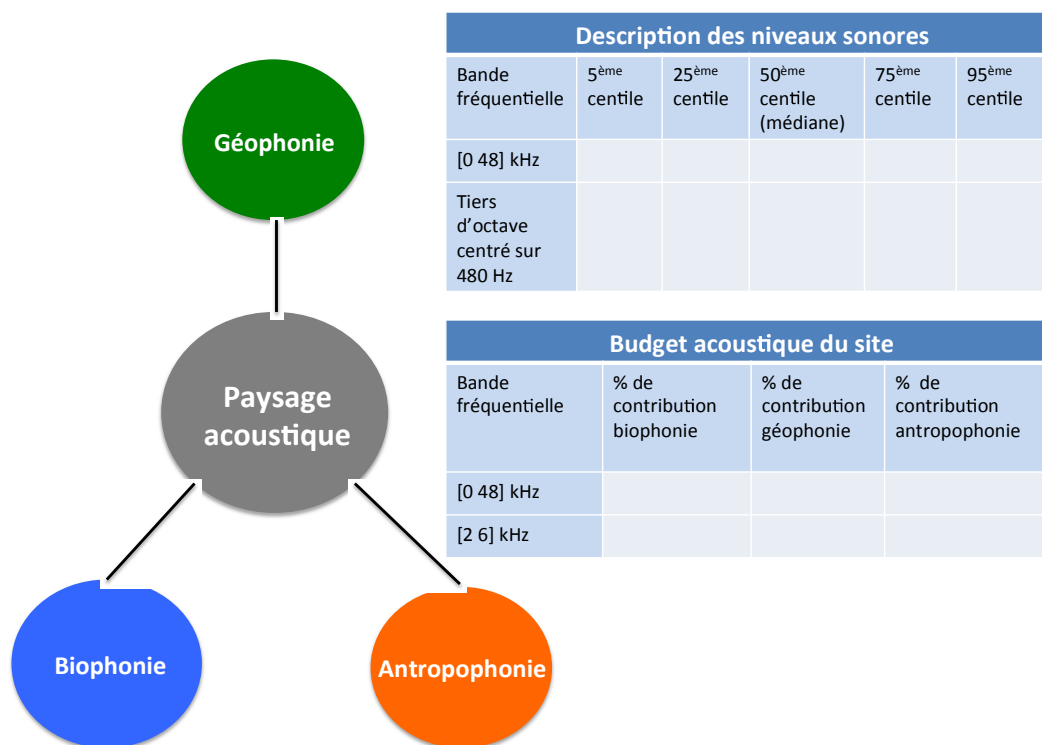 Géophonie
Paysage
acoustique
Biophonie
Antropophonie
Description des niveaux sonores
Bande
fréquentielle
5ème
centile
25ème
centile
50ème
centile
(médiane)
75ème
centile
95ème
centile
[0 48] kHz
Tiers
d'octave
centré sur
480 Hz
Budget acoustique du site
Bande
fréquentielle
% de
contribution
biophonie
% de
contribution
géophonie
% de
contribution
antropophonie
[0 48] kHz
[2 6] kHz